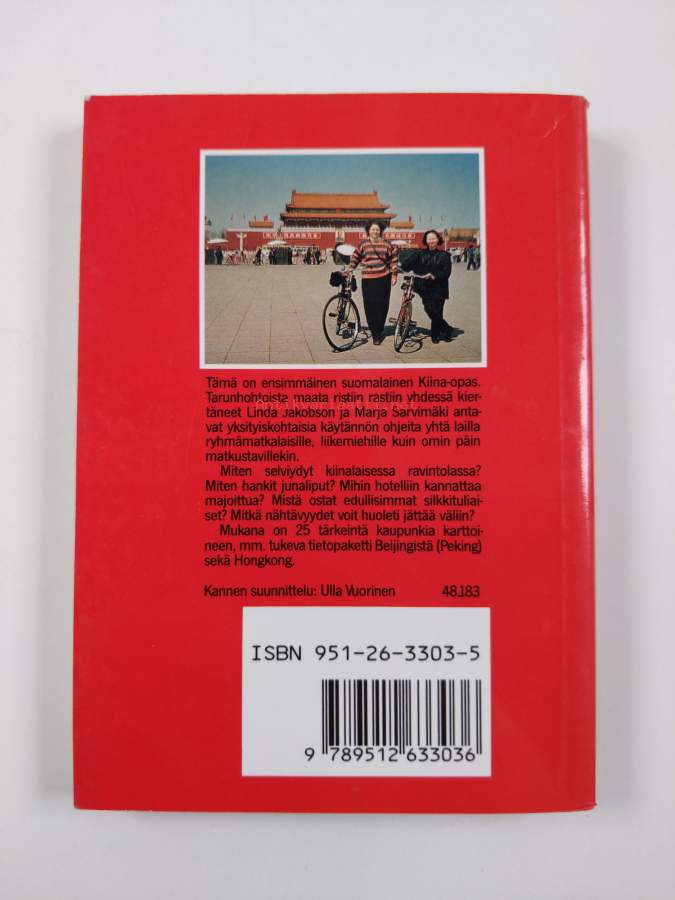 Tämä on ensimmäinen suomalainen Kiina-opas.
Tarunhohtoista maata ristiin rastiin yhdessä kier-
täneet Linda Jakobson ja Marja Sarvimäki anta-
vat yksityiskohtaisia käytännön ohjeita yhtä lailla
ryhmämatkalaisille, liikemiehille kuin omin päin
matkustavillekin.
Miten selviydyt kiinalaisessa ravintolassa?
Miten hankit junaliput? Mihin hotelliin kannattaa
majoittua? Mistä ostat edullisimmat silkkituliai-
set? Mitkä nähtävyydet voit huoleti jättää väliin?
Mukana on 25 tärkeintä kaupunkia karttoi-
neen, mm. tukeva tietopaketti Beijingistä (Peking)
sekä Hongkong.
Kannen suunnittelu: Ulla Vuorinen 48.183
ISBN 951-26-3303-5
9 789512 633036